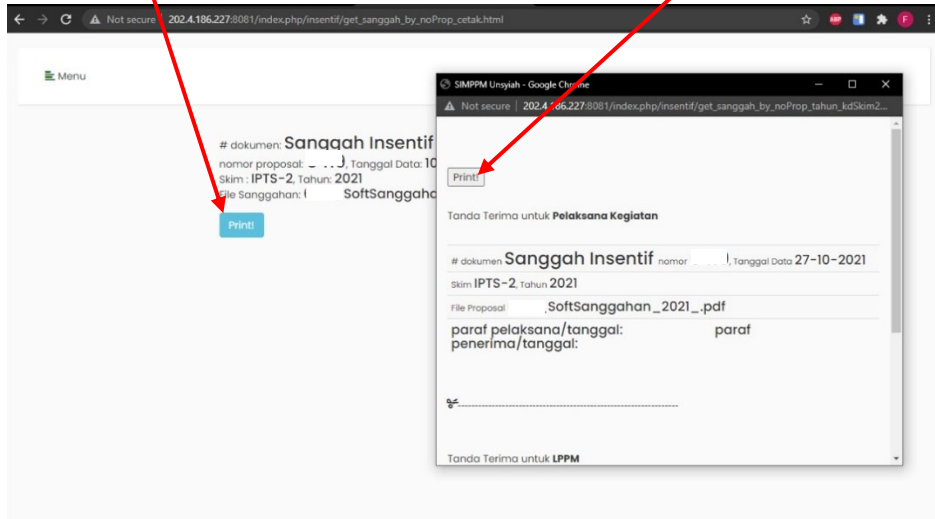 Not secure 202.4.186.227:8081/index.php/insentif/get_sanggah_by_noProp_cetak.html
Menu
# dokumen: Sanggah Insentif
nomor proposal: , Tanggal Data: 10
Skim : IPTS-2, Tahun: 2021
File Sanggahan: SoftSanggaha
Print!
SIMPPM Unsyiah - Google Chrome
Not secure 202.4.186.227:8081/index.php/insentif/get_sanggah_by_noProp_tahun_kdSkim2...
Print!
Tanda Terima untuk Pelaksana Kegiatan
# dokumen Sanggah Insentif nomor , Tanggal Data 27-10-2021
Skim IPTS-2, Tahun 2021
File Proposal SoftSanggahan_2021_.pdf
paraf pelaksana/tanggal: paraf
penerima/tanggal:
Tanda Terima untuk LPPM